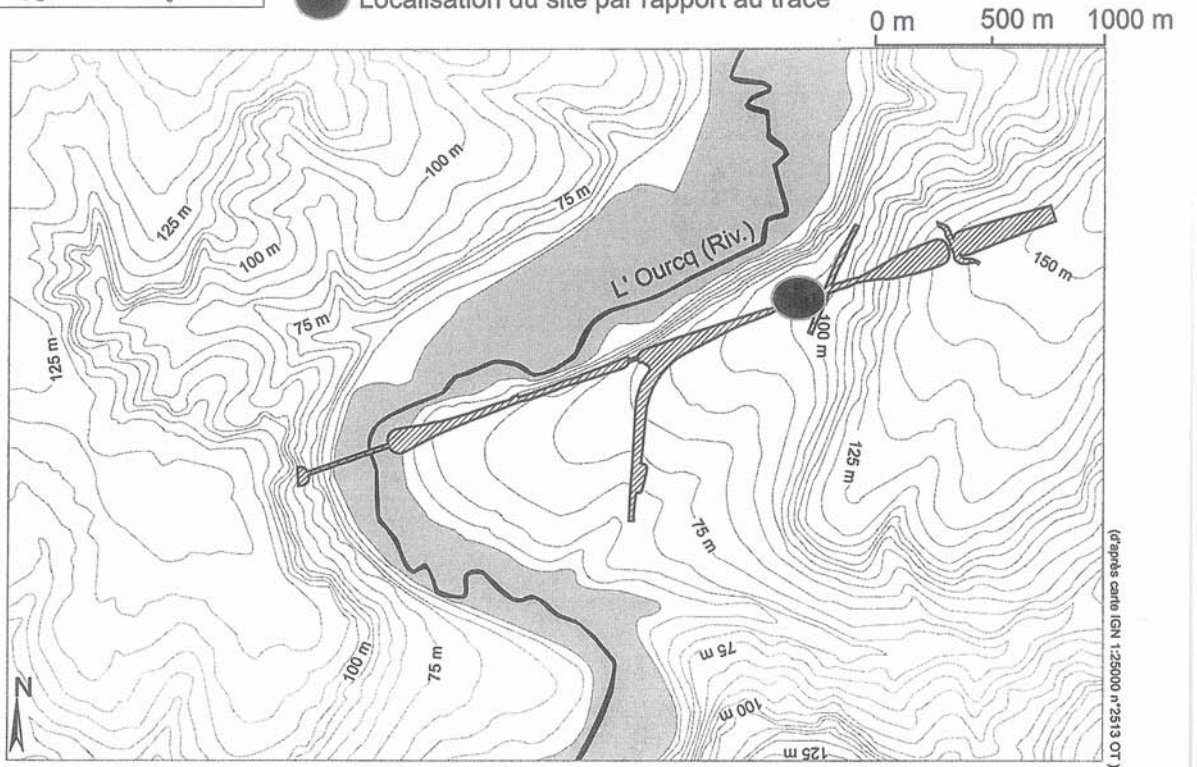 Localisation du site par rapport au tracé
0 m 500 m 1000 m
100 m
75 m
125 m
100 m
L' Ourcq (Riv.)
150 m
75 m
100 m
125 m
125 m
75 m
100 m
75 m
75 m
100 m
125 m
N
(d'après carte IGN 1:25000 n°2513 OT)